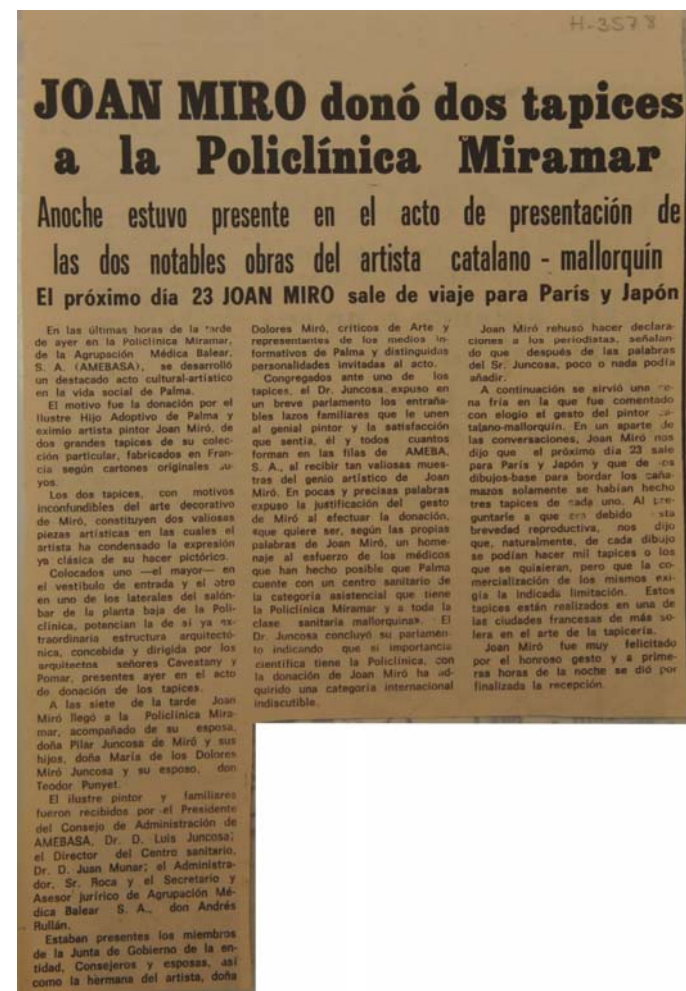 H-3578
JOAN MIRO donó dos tapices
a la Policlínica Miramar
Anoche estuvo presente en el acto de presentación de
las dos notables obras del artista catalano - mallorquín
El próximo día 23 JOAN MIRO sale de viaje para París y Japón
En las últimas horas de la tarde
de ayer en la Policlínica Miramar,
de la Agrupación Médica Balear,
S. A. (AMEBASA), se desarrolló
un destacado acto cultural-artístico
en la vida social de Palma.
El motivo fue la donación por el
Ilustre Hijo Adoptivo de Palma y
eximio artista pintor Joan Miró, de
dos grandes tapices de su colec-
ción particular, fabricados en Fran-
cia según cartones originales su-
yos.
Los dos tapices, con motivos
inconfundibles del arte decorativo
de Miró, constituyen dos valiosas
piezas artísticas en las cuales el
artista ha condensado la expresión
ya clásica de su hacer pictórico.
Colocados uno —el mayor— en
el vestíbulo de entrada y el otro
en uno de los laterales del salón-
bar de la planta baja de la Poli-
clínica, potencian la de sí ya ex-
traordinaria estructura arquitectó-
nica, concebida y dirigida por los
arquitectos señores Cavestany y
Pomar, presentes ayer en el acto
de donación de los tapices.
A las siete de la tarde Joan
Miró llegó a la Policlínica Mira-
mar, acompañado de su esposa,
doña Pilar Juncosa de Miró y sus
hijos, doña María de los Dolores
Miró Juncosa y su esposo, don
Teodor Punyet.
El ilustre pintor y familiares
fueron recibidos por el Presidente
del Consejo de Administración de
AMEBASA, Dr. D. Luis Juncosa;
el Director del Centro sanitario,
Dr. D. Juan Munar; el Administra-
dor, Sr. Roca y el Secretario y
Asesor juríríco de Agrupación Mé-
dica Balear S. A., don Andrés
Rullán.
Estaban presentes los miembros
de la Junta de Gobierno de la en-
tidad, Consejeros y esposas, así
como la hermana del artista, doña
Dolores Miró, críticos de Arte y
representantes de los medios in-
formativos de Palma y distinguidas
personalidades invitadas al acto.
Congregados ante uno de los
tapices, el Dr. Juncosa, expuso en
un breve parlamento los entraña-
bles lazos familiares que le unen
al genial pintor y la satisfacción
que sentía, él y todos cuantos
forman en las filas de AMEBA,
S. A., al recibir tan valiosas mues-
tras del genio artístico de Joan
Miró. En pocas y precisas palabras
expuso la justificación del gesto
de Miró al efectuar la donación,
«que quiere ser, según las propias
palabras de Joan Miró, un home-
naje al esfuerzo de los médicos
que han hecho posible que Palma
cuente con un centro sanitario de
la categoría asistencial que tiene
la Policlínica Miramar y a toda la
clase sanitaria mallorquina». El
Dr. Juncosa concluyó su parlamen-
to indicando que si importancia
científica tiene la Policlínica, con
la donación de Joan Miró ha ad-
quirido una categoría internacional
indiscutible.
Joan Miró rehusó hacer declara-
ciones a los periodistas, señalan-
do que después de las palabras
del Sr. Juncosa, poco o nada podía
añadir.
A continuación se sirvió una ce-
na fría en la que fue comentado
con elogio el gesto del pintor ca-
talano-mallorquín. En un aparte de
las conversaciones, Joan Miró nos
dijo que el próximo día 23 sale
para París y Japón y que de los
dibujos-base para bordar los caña-
mazos solamente se habían hecho
tres tapices de cada uno. Al pre-
guntarle a que era debido esta
brevedad reproductiva, nos dijo
que, naturalmente, de cada dibujo
se podían hacer mil tapices o los
que se quisieran, pero que la co-
mercialización de los mismos exi-
gía la indicada limitación. Estos
tapices están realizados en una de
las ciudades francesas de más so-
lera en el arte de la tapicería.
Joan Miró fue muy felicitado
por el honroso gesto y a prime-
ras horas de la noche se dió por
finalizada la recepción.